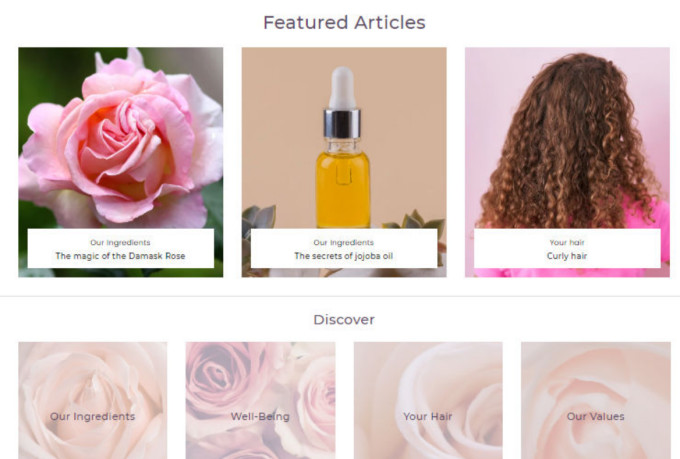 Featured Articles
Our Ingredients
The magic of the Damask Rose
Our Ingredients
The secrets of jojoba oil
Your hair
Curly hair
Discover
Our Ingredients
Well-Being
Your Hair
Our Values